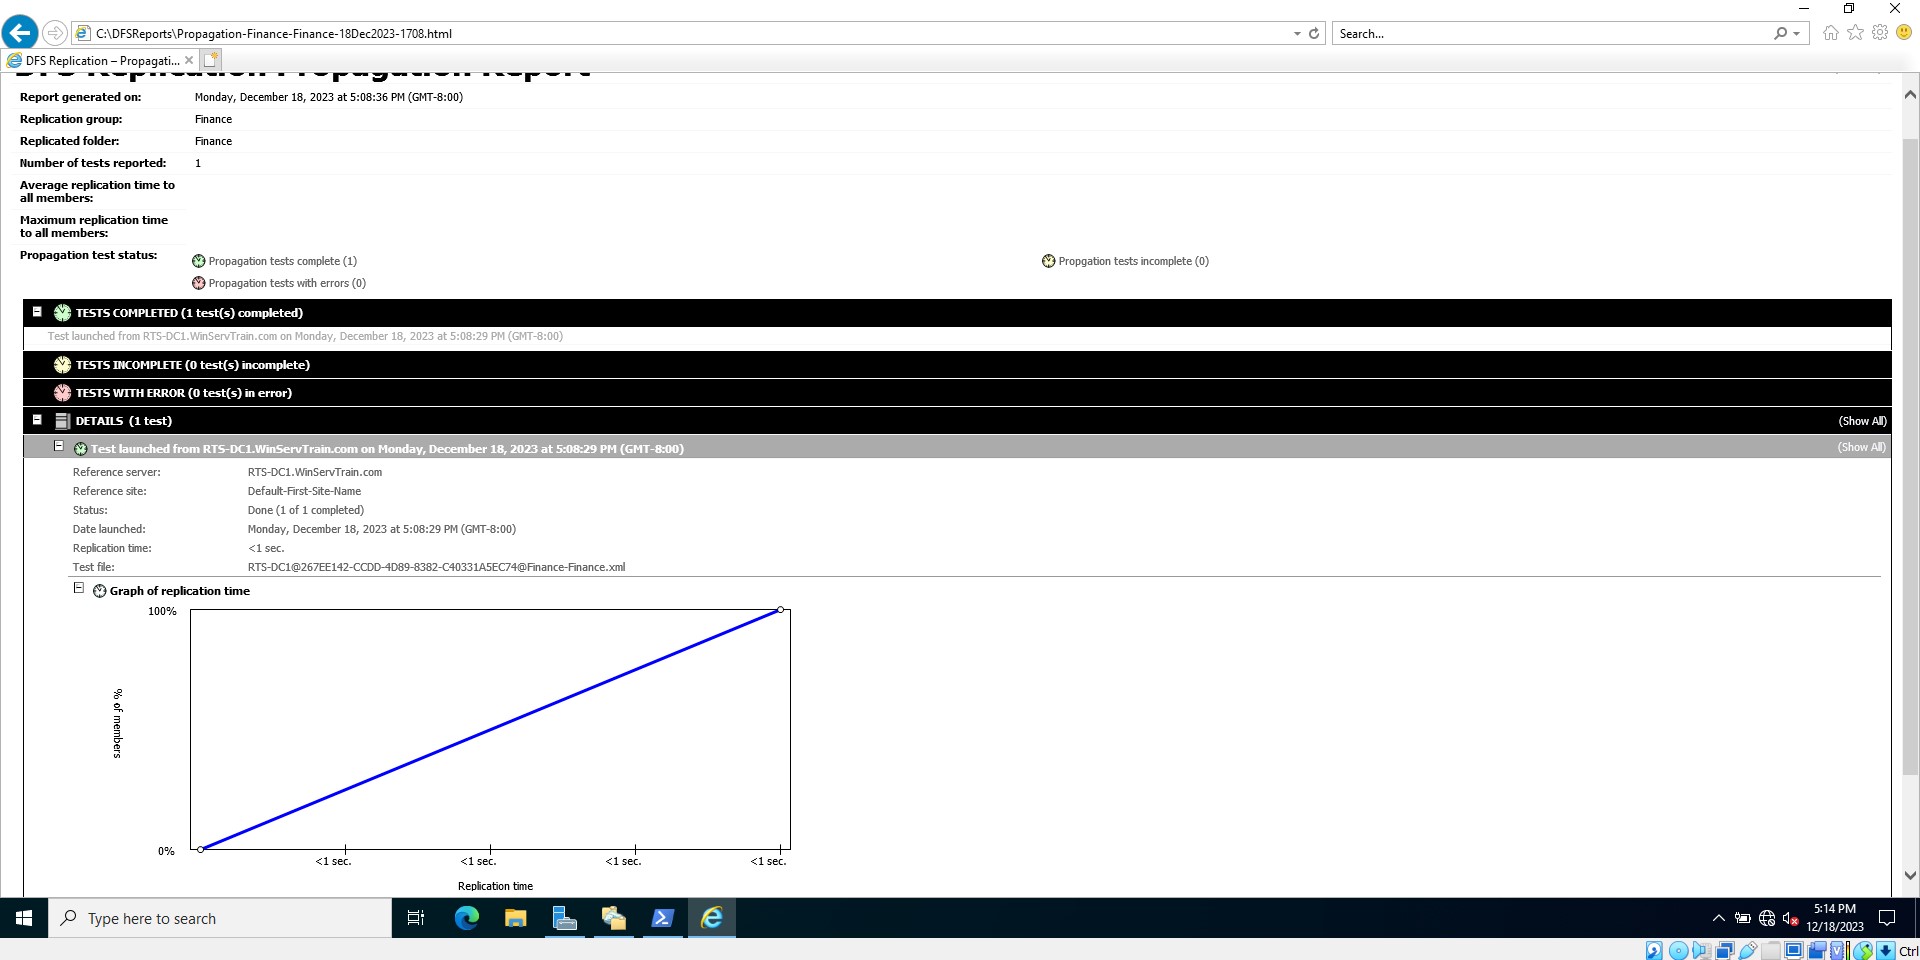 C:\DFSReports\Propagation-Finance-Finance-18Dec2023-1708.html
Search...
DFS Replication – Propagati...
DFS Replication Propagation Report
Report generated on: Monday, December 18, 2023 at 5:08:36 PM (GMT-8:00)
Replication group: Finance
Replicated folder: Finance
Number of tests reported: 1
Average replication time to
all members:
Maximum replication time
to all members:
Propagation test status:
Propagation tests complete (1)
Propgation tests incomplete (0)
Propagation tests with errors (0)
TESTS COMPLETED (1 test(s) completed)
Test launched from RTS-DC1.WinServTrain.com on Monday, December 18, 2023 at 5:08:29 PM (GMT-8:00)
TESTS INCOMPLETE (0 test(s) incomplete)
TESTS WITH ERROR (0 test(s) in error)
DETAILS (1 test) (Show All)
Test launched from RTS-DC1.WinServTrain.com on Monday, December 18, 2023 at 5:08:29 PM (GMT-8:00) (Show All)
Reference server: RTS-DC1.WinServTrain.com
Reference site: Default-First-Site-Name
Status: Done (1 of 1 completed)
Date launched: Monday, December 18, 2023 at 5:08:29 PM (GMT-8:00)
Replication time: <1 sec.
Test file: RTS-DC1@267EE142-CCDD-4D89-8382-C40331A5EC74@Finance-Finance.xml
Graph of replication time
100%
% of members
0%
<1 sec. <1 sec. <1 sec. <1 sec.
Replication time
Type here to search
5:14 PM
12/18/2023
Ctrl